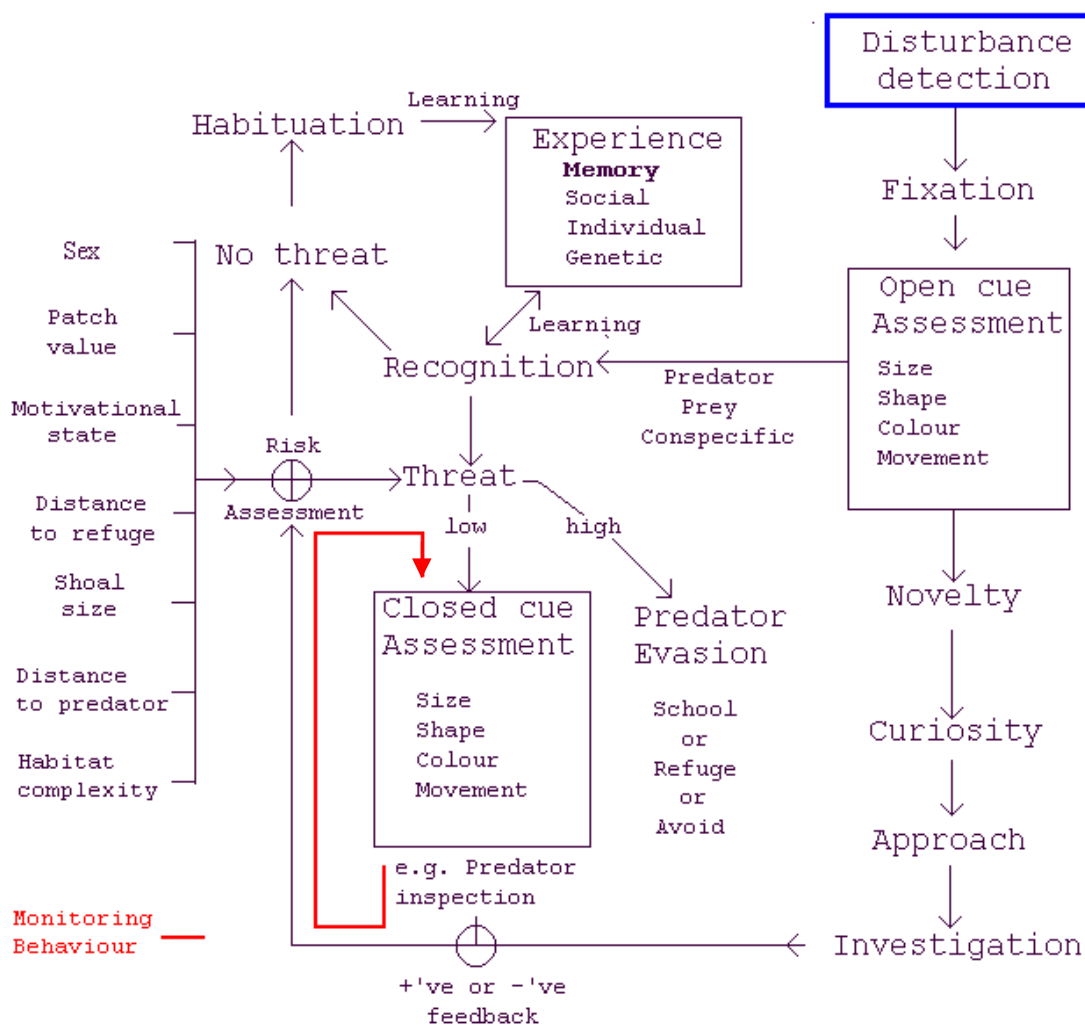 Disturbance
detection
Learning
Habituation
Experience
Memory
Social
Individual
Genetic
Fixation
Sex
No threat
Open cue
Assessment
Size
Shape
Colour
Movement
Patch
value
Learning
Recognition
Predator
Prey
Conspecific
Motivational
state
Risk
Assessment
Threat
low
high
Distance
to refuge
Shoal
size
Closed cue
Assessment
Size
Shape
Colour
Movement
Predator
Evasion
School
or
Refuge
or
Avoid
Novelty
Distance
to predator
Curiosity
Habitat
complexity
Approach
e.g. Predator
inspection
Monitoring
Behaviour
Investigation
+'ve or -'ve
feedback